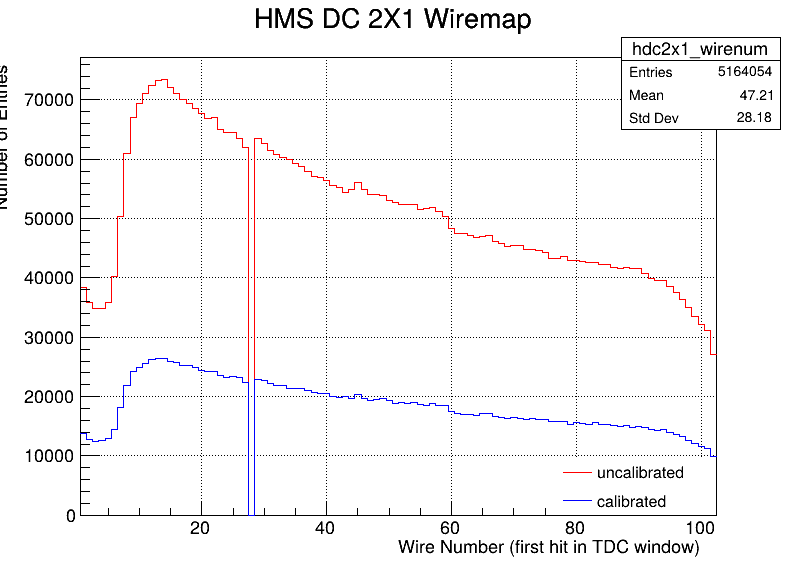 HMS DC 2X1 Wiremap
hdc2x1_wirenum
Entries 5164054
Mean 47.21
Std Dev 28.18
Number of Entries
70000
60000
50000
40000
30000
20000
10000
0
20 40 60 80 100
uncalibrated
calibrated
Wire Number (first hit in TDC window)